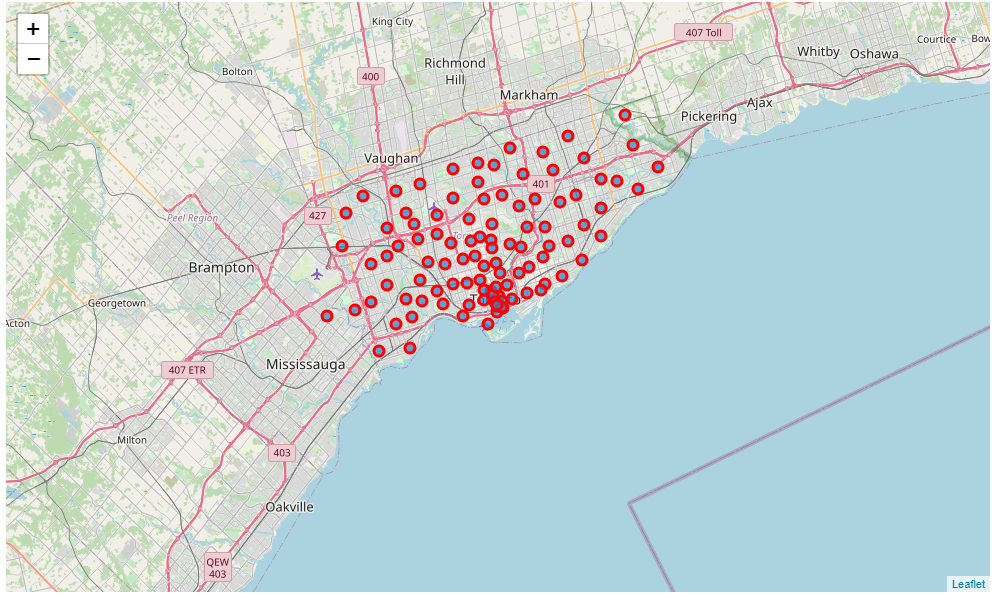 +
King City
407 Toll
Courtice
Bow
Whitby
Oshawa
Richmond
Hill
Bolton
400
Markham
Ajax
Pickering
Vaughan
401
427
Peel Region
Brampton
Georgetown
Acton
Mississauga
407 ETR
Milton
403
Oakville
QEW
403
−
Leaflet